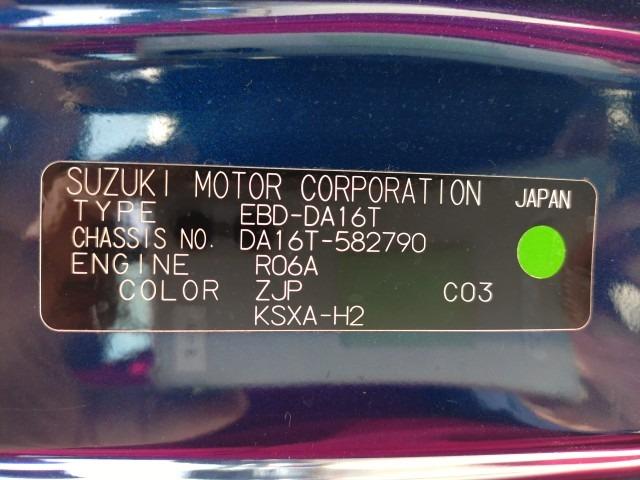 SUZUKI MOTOR CORPORATION JAPAN
TYPE EBD-DA16T
CHASSIS NO. DA16T-582790
ENGINE R06A
COLOR ZJP C03
KSXA-H2